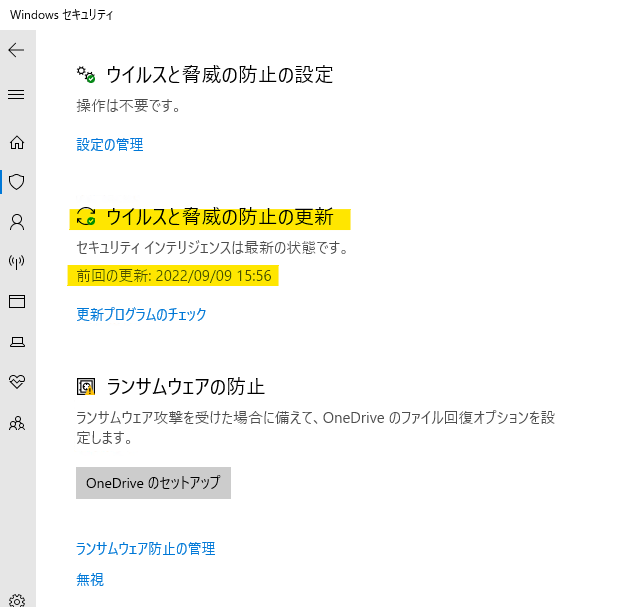 Windows セキュリティ
ウイルスと脅威の防止の設定
操作は不要です。
設定の管理
ウイルスと脅威の防止の更新
セキュリティ インテリジェンスは最新の状態です。
前回の更新: 2022/09/09 15:56
更新プログラムのチェック
ランサムウェアの防止
ランサムウェア攻撃を受けた場合に備えて、OneDrive のファイル回復オプションを設
定します。
OneDrive のセットアップ
ランサムウェア防止の管理
無視